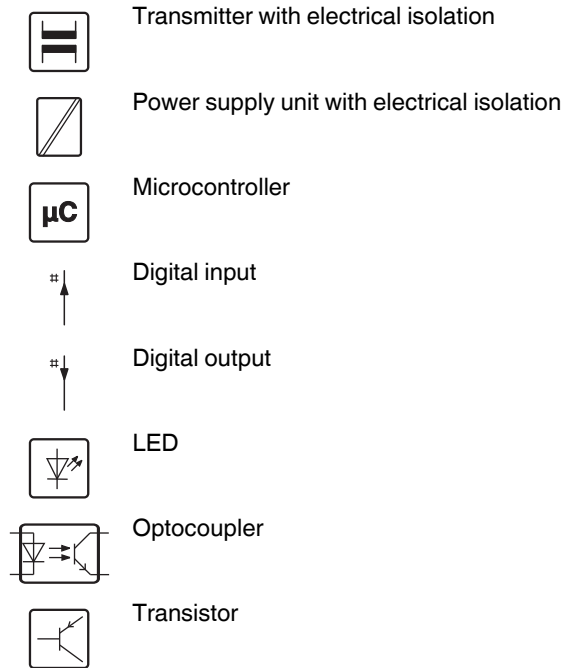 Transmitter with electrical isolation
Power supply unit with electrical isolation
µC Microcontroller
# Digital input
# Digital output
LED
Optocoupler
Transistor